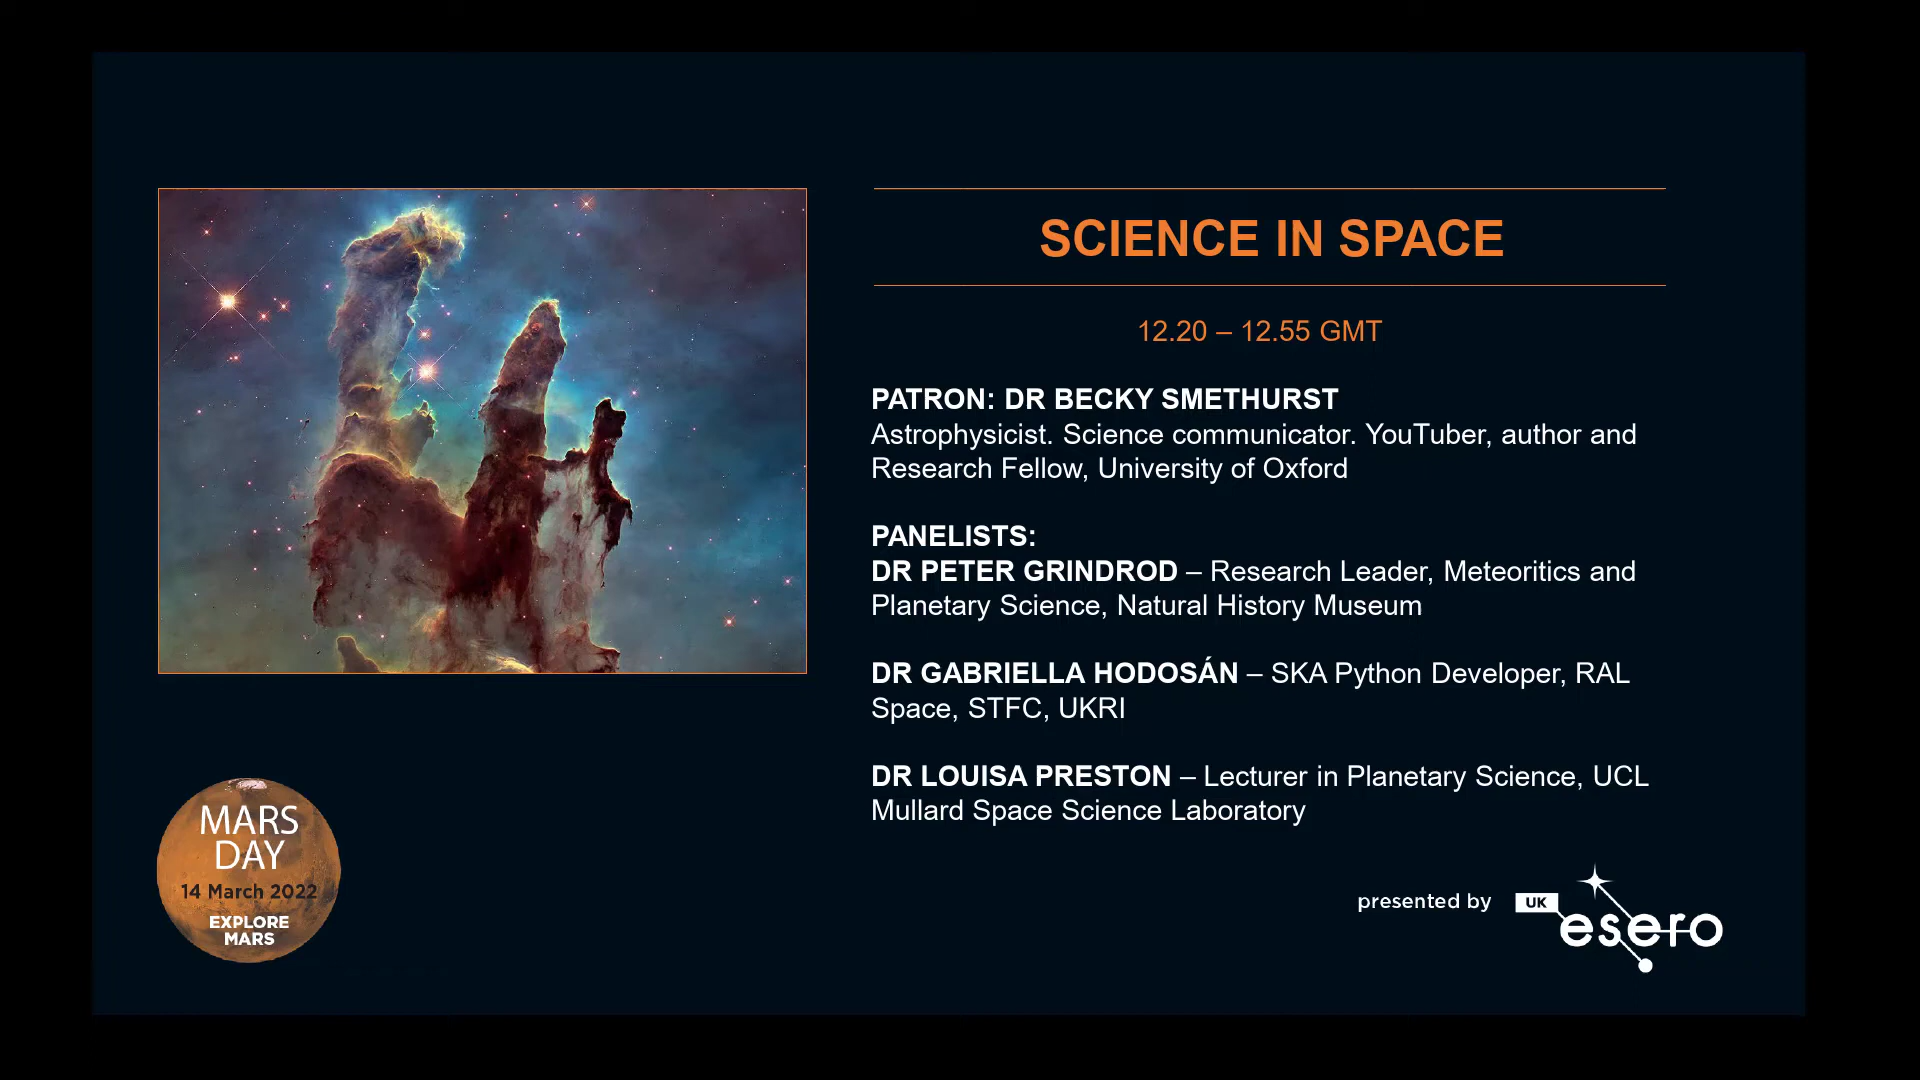 SCIENCE IN SPACE
12.20 – 12.55 GMT
PATRON: DR BECKY SMETHURST
Astrophysicist. Science communicator. YouTuber, author and
Research Fellow, University of Oxford
PANELISTS:
DR PETER GRINDROD – Research Leader, Meteoritics and
Planetary Science, Natural History Museum
DR GABRIELLA HODOSÁN – SKA Python Developer, RAL
Space, STFC, UKRI
DR LOUISA PRESTON – Lecturer in Planetary Science, UCL
Mullard Space Science Laboratory
MARS
DAY
14 March 2022
EXPLORE
MARS
presented by UK
esero